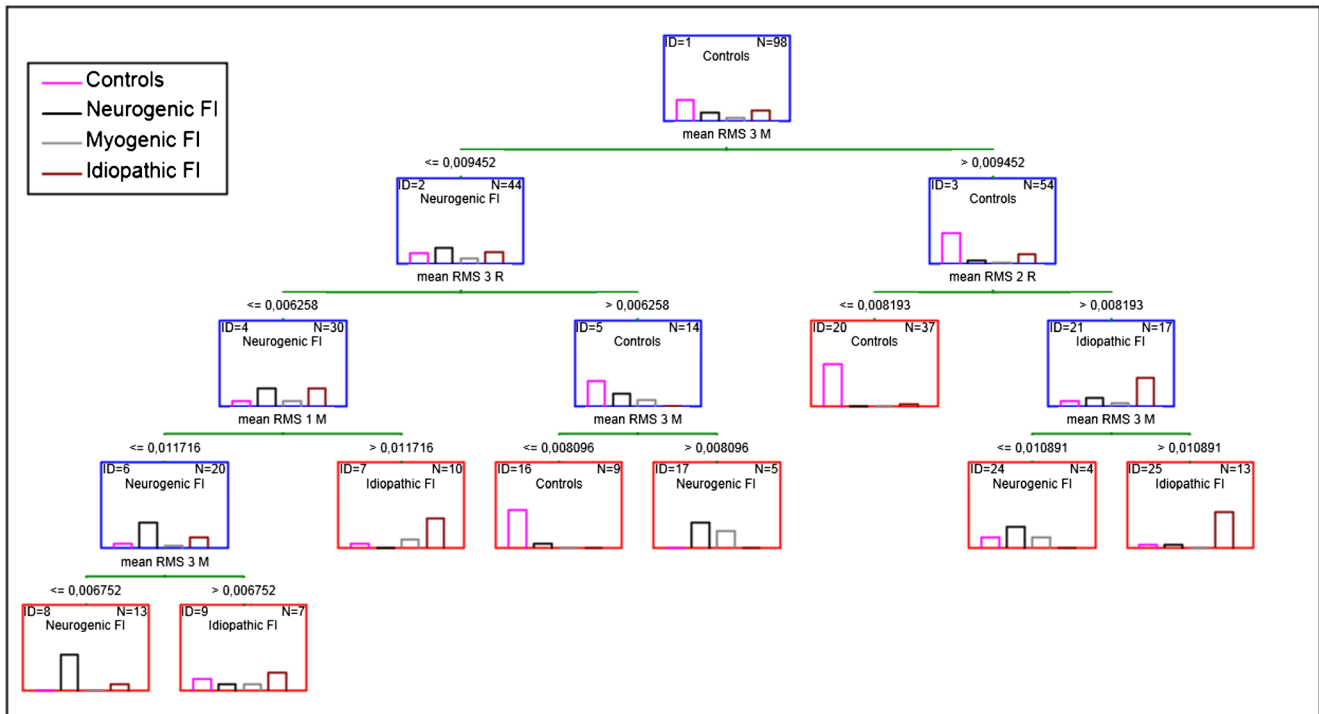 Controls
Neurogenic FI
Myogenic FI
Idiopathic FI
ID=1 N=98
Controls
mean RMS 3 M
<= 0,009452 > 0,009452
ID=2 N=44 ID=3 N=54
Neurogenic FI Controls
mean RMS 3 R mean RMS 2 R
<= 0,006258 > 0,006258 <= 0,008193 > 0,008193
ID=4 N=30 ID=5 N=14 ID=20 N=37 ID=21 N=17
Neurogenic FI Controls Controls Idiopathic FI
mean RMS 1 M mean RMS 3 M mean RMS 3 M
<= 0,011716 > 0,011716 <= 0,008096 > 0,008096 <= 0,010891 > 0,010891
ID=6 N=20 ID=7 N=10 ID=16 N=9 ID=17 N=5 ID=24 N=4 ID=25 N=13
Neurogenic FI Idiopathic FI Controls Neurogenic FI Neurogenic FI Idiopathic FI
mean RMS 3 M
<= 0,006752 > 0,006752
ID=8 N=13 ID=9 N=7
Neurogenic FI Idiopathic FI